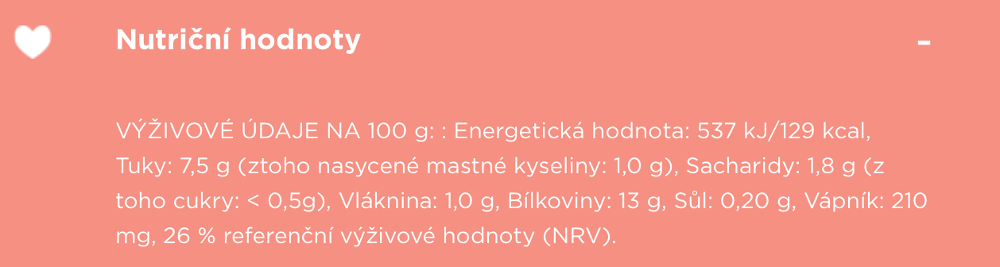 Nutriční hodnoty
–
VÝŽIVOVÉ ÚDAJE NA 100 g: : Energetická hodnota: 537 kJ/129 kcal,
Tuky: 7,5 g (ztoho nasycené mastné kyseliny: 1,0 g), Sacharidy: 1,8 g (z
toho cukry: < 0,5g), Vláknina: 1,0 g, Bílkoviny: 13 g, Sůl: 0,20 g, Vápník: 210
mg, 26 % referenční výživové hodnoty (NRV).